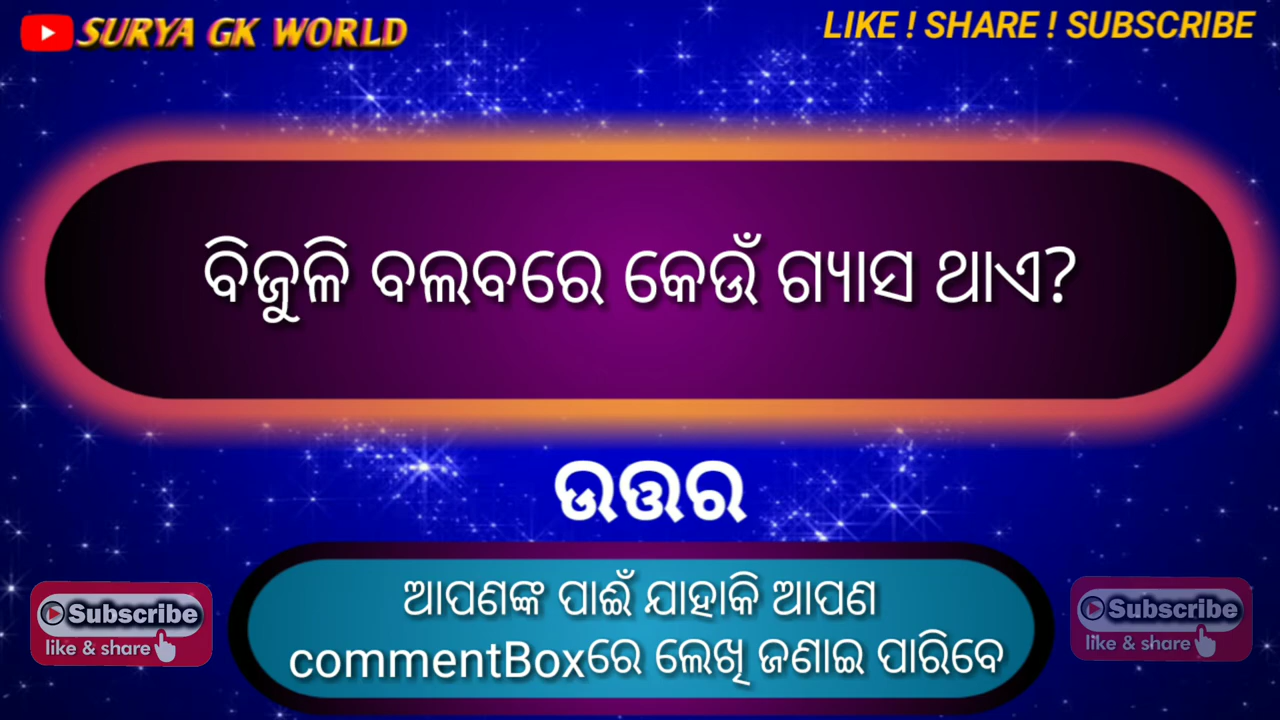 SURYA GK WORLD
LIKE ! SHARE ! SUBSCRIBE
ବିଜୁଳି ବଲବରେ କେଉଁ ଗ୍ୟାସ ଥାଏ?
ଉତ୍ତର
ଆପଣଙ୍କ ପାଇଁ ଯାହାକି ଆପଣ
commentBoxରେ ଲେଖି ଜଣାଇ ପାରିବେ
Subscribe
like & share
Subscribe
like & share